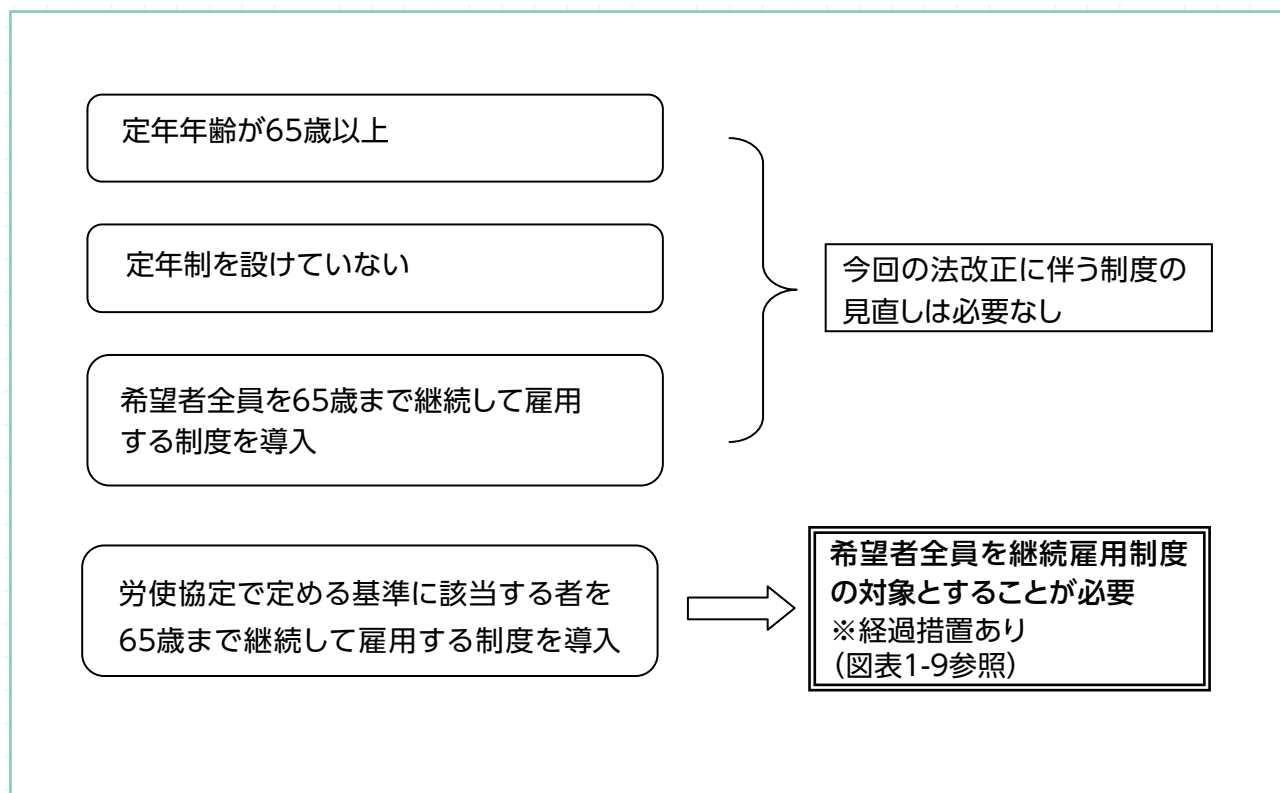 定年年齢が65歳以上
定年制を設けていない
希望者全員を65歳まで継続して雇用
する制度を導入
今回の法改正に伴う制度の
見直しは必要なし
労使協定で定める基準に該当する者を
65歳まで継続して雇用する制度を導入
希望者全員を継続雇用制度
の対象とすることが必要
※経過措置あり
(図表1-9参照)